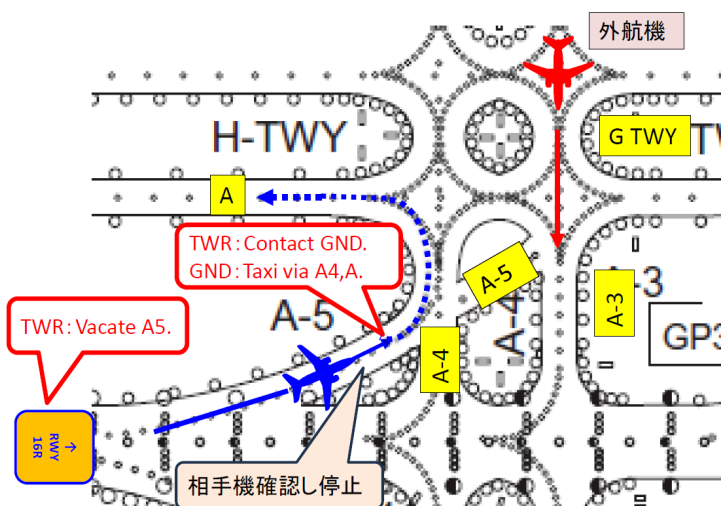 外航機
H-TWY
G TWY
TW
A
TWR：Contact GND.
GND：Taxi via A4,A.
A-5
A-5
A-4
A-4
A-3
A-3
GP3
TWR：Vacate A5.
RWY
16R
相手機確認し停止